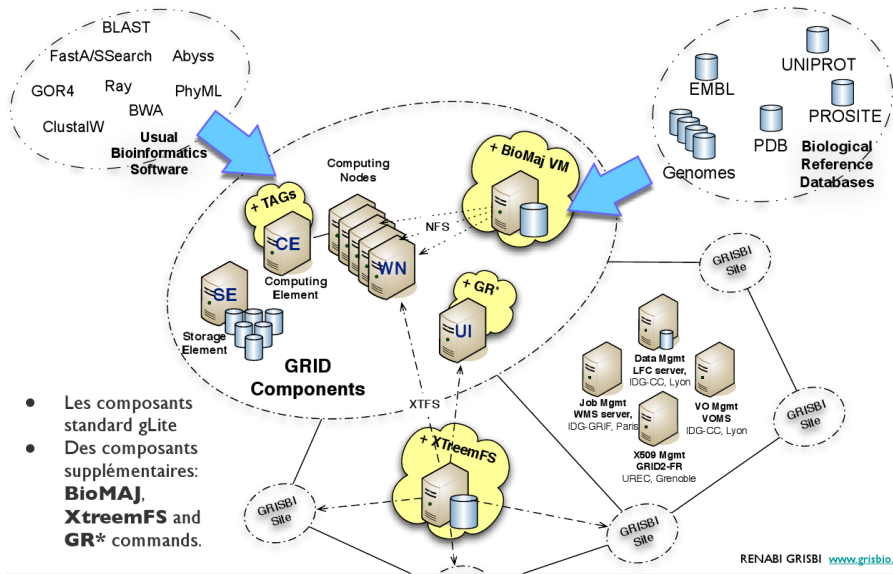 BLAST
FastA/SSearch
Abyss
GOR4
Ray
PhyML
BWA
ClustalW
Usual
Bioinformatics
Software
UNIPROT
EMBL
PROSITE
PDB
Genomes
Biological
Reference
Databases
+ BioMaj VM
Computing
Nodes
+ TAGs
NFS
CE
WN
Computing
Element
SE
Storage
Element
+ GR*
UI
GRID
Components
XTFS
+ XTreemFS
GRISBI
Site
Data Mgmt
LFC server,
IDG-CC, Lyon
Job Mgmt
WMS server,
IDG-GRIF, Paris
VO Mgmt
VOMS
IDG-CC, Lyon
X509 Mgmt
GRID2-FR
UREC, Grenoble
GRISBI
Site
GRISBI
Site
GRISBI
Site
• Les composants
standard gLite
• Des composants
supplémentaires:
BioMAJ,
XtreemFS and
GR* commands.
RENABI GRISBI www.grisbio.